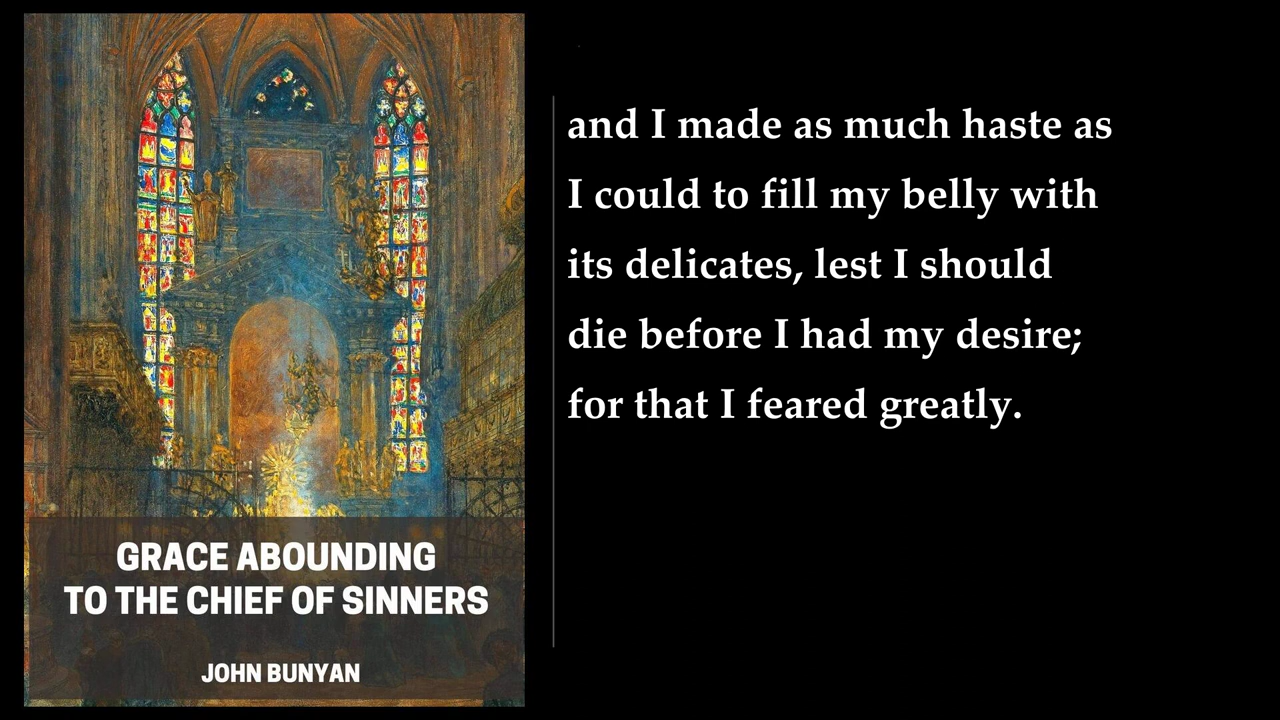 GRACE ABOUNDING
TO THE CHIEF OF SINNERS
JOHN BUNYAN
and I made as much haste as
I could to fill my belly with
its delicates, lest I should
die before I had my desire;
for that I feared greatly.